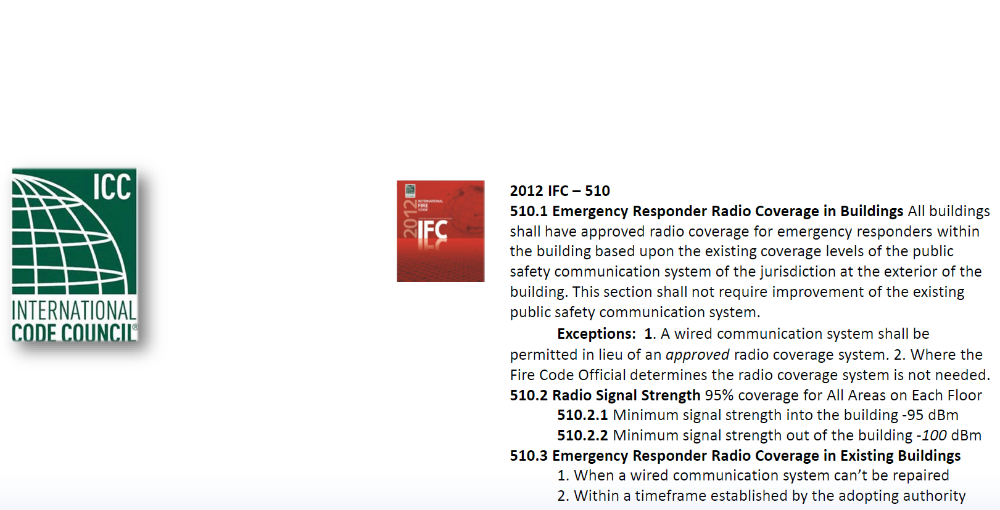 ICC
INTERNATIONAL
CODE COUNCIL®
2012
INTERNATIONAL
FIRE
CODE
IFC
2012 IFC – 510
510.1 Emergency Responder Radio Coverage in Buildings All buildings
shall have approved radio coverage for emergency responders within
the building based upon the existing coverage levels of the public
safety communication system of the jurisdiction at the exterior of the
building. This section shall not require improvement of the existing
public safety communication system.
Exceptions: 1. A wired communication system shall be
permitted in lieu of an approved radio coverage system. 2. Where the
Fire Code Official determines the radio coverage system is not needed.
510.2 Radio Signal Strength 95% coverage for All Areas on Each Floor
510.2.1 Minimum signal strength into the building -95 dBm
510.2.2 Minimum signal strength out of the building -100 dBm
510.3 Emergency Responder Radio Coverage in Existing Buildings
1. When a wired communication system can’t be repaired
2. Within a timeframe established by the adopting authority